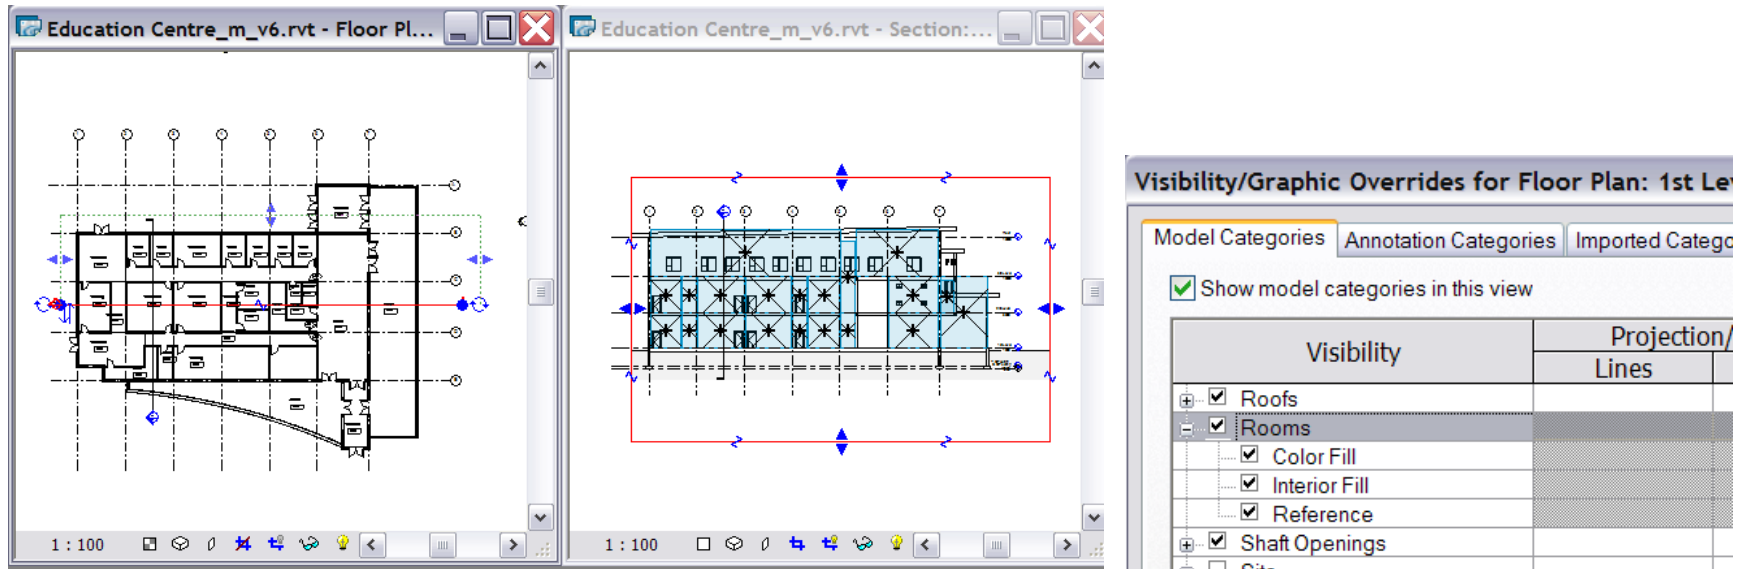 Education Centre_m_v6.rvt - Floor Pl...
1 : 100
Education Centre_m_v6.rvt - Section:...
1 : 100
Visibility/Graphic Overrides for Floor Plan: 1st Le
Model Categories Annotation Categories Imported Catego
Show model categories in this view
Visibility
Projection/
Lines
Roofs
Rooms
Color Fill
Interior Fill
Reference
Shaft Openings